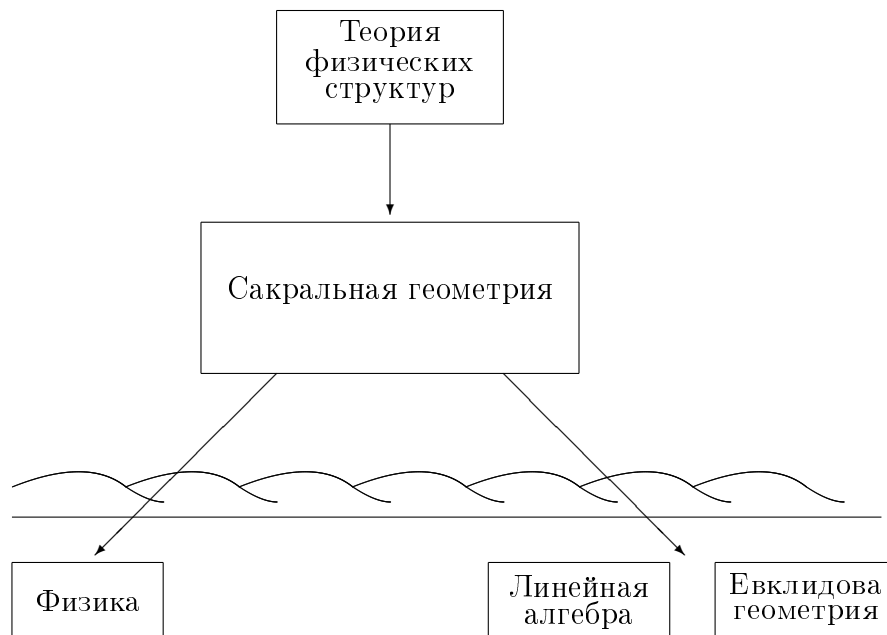 Теория
физических
структур
Сакральная геометрия
Физика
Линейная
алгебра
Евклидова
геометрия